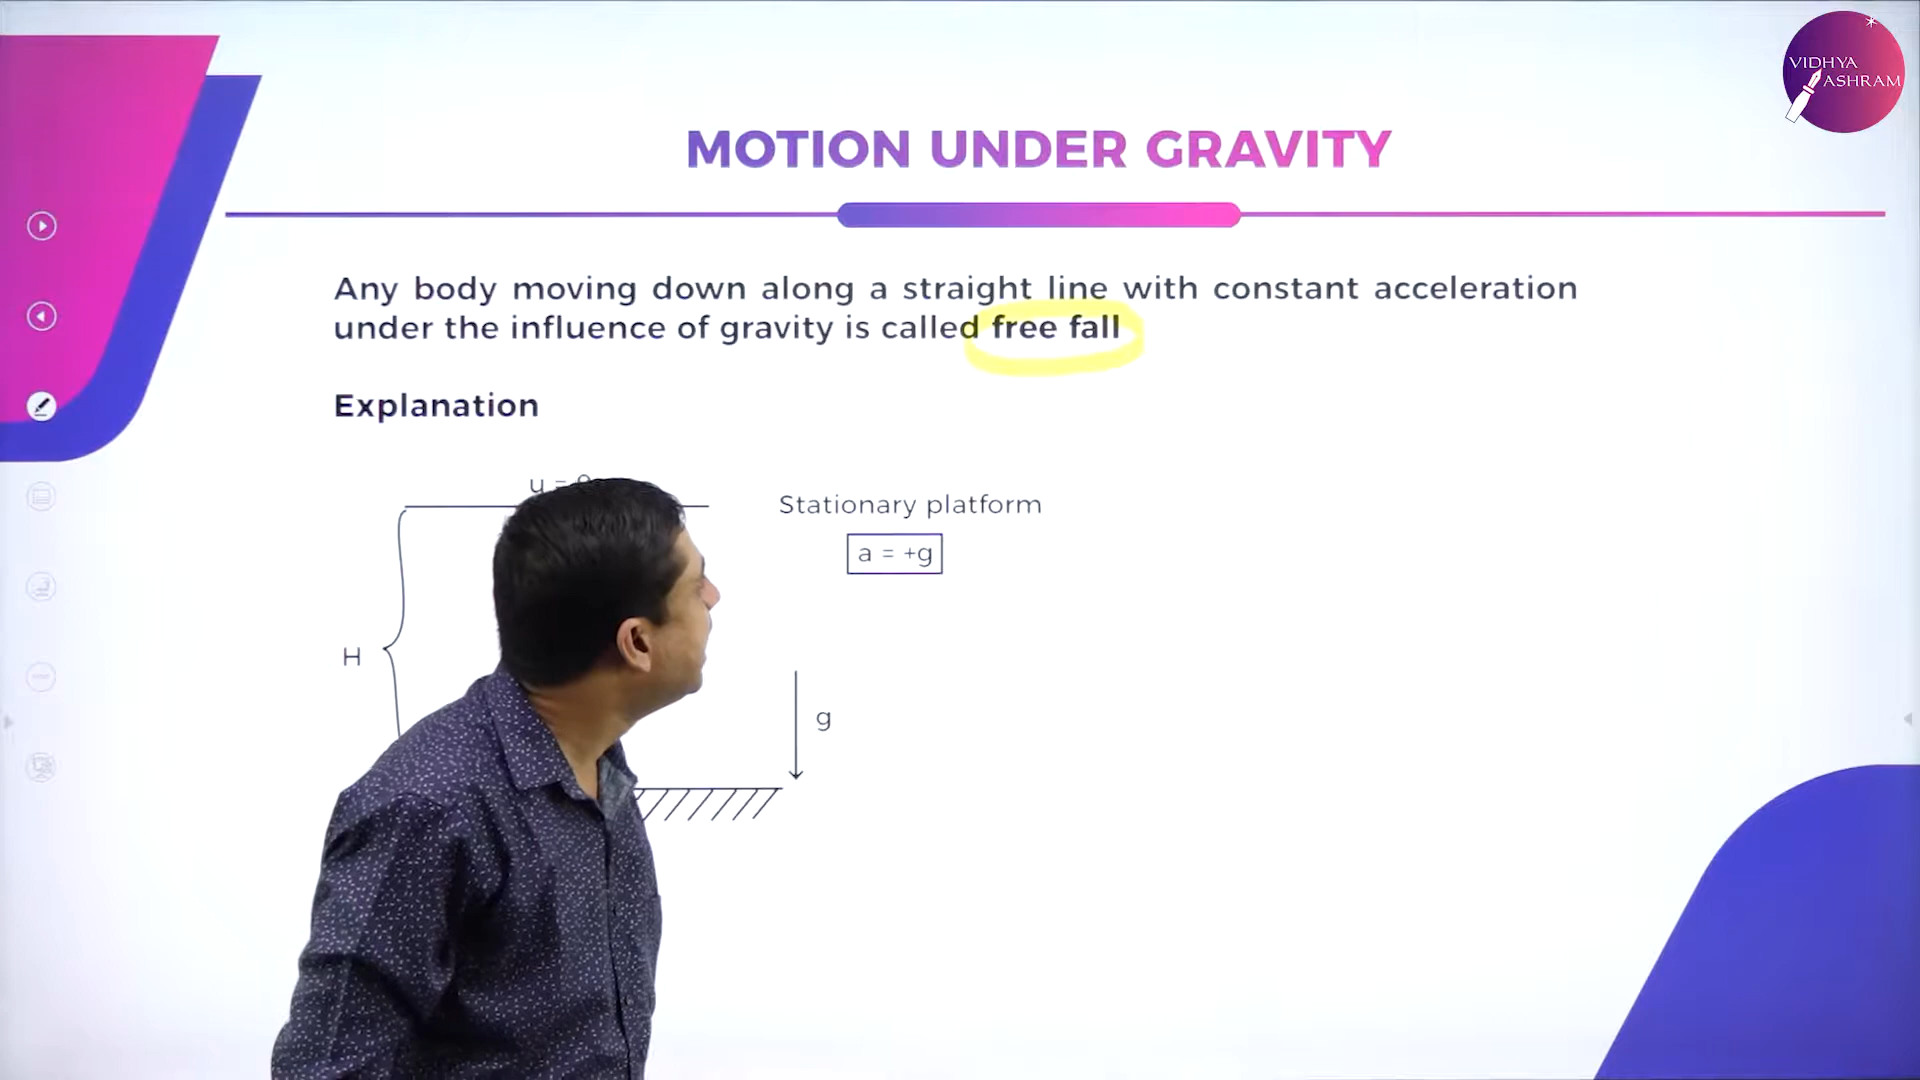 VIDHYA
ASHRAM
MOTION UNDER GRAVITY
Any body moving down along a straight line with constant acceleration
under the influence of gravity is called free fall
Explanation
u = 0
Stationary platform
a = +g
H
g